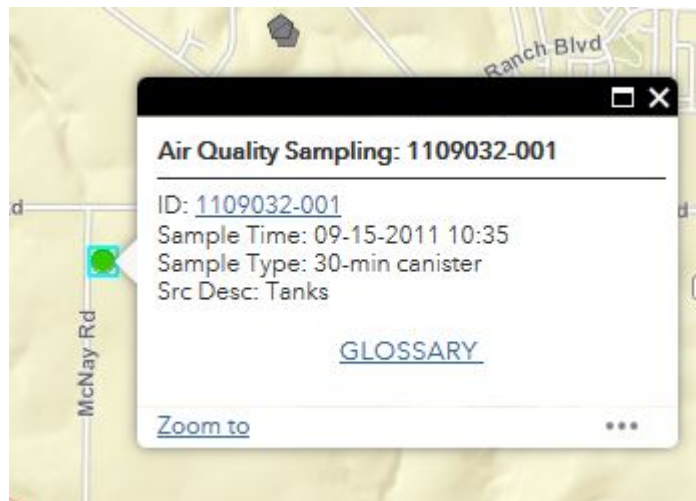 Ranch Blvd
Air Quality Sampling: 1109032-001
d
ID: 1109032-001
d
Sample Time: 09-15-2011 10:35
Sample Type: 30-min canister
Src Desc: Tanks
McNay Rd
GLOSSARY
Zoom to